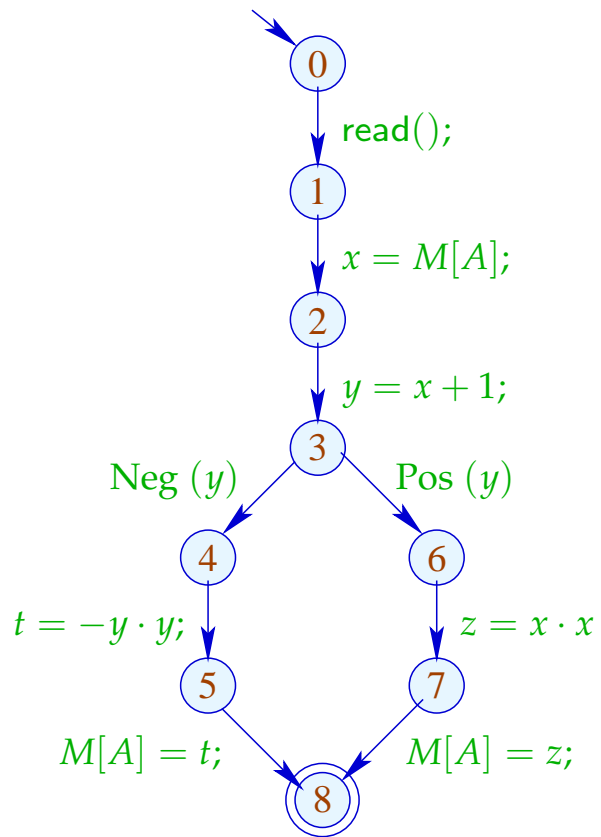 0
read();
1
x = M[A];
2
y = x + 1;
3
Neg (y) Pos (y)
4 6
t = −y · y; z = x · x
5 7
M[A] = t; M[A] = z;
8